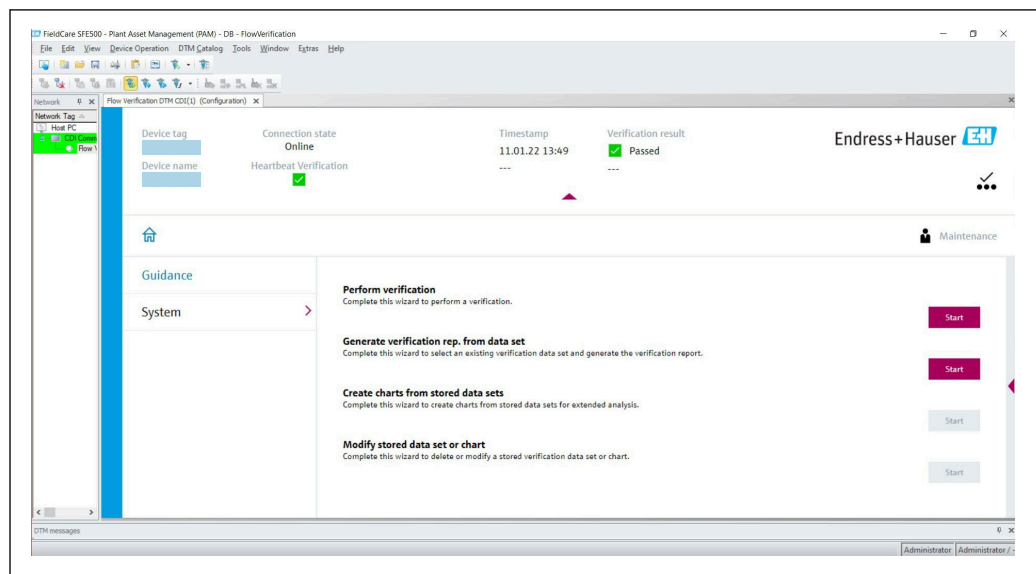 FieldCare SFE500 - Plant Asset Management (PAM) - DB - FlowVerification
File Edit View Device Operation DTM Catalog Tools Window Extras Help
Network
Flow Verification DTM CDI(1) (Configuration)
Network Tag
Host PC
CDI Comm
Flow V
Device tag
Connection state
Online
Timestamp
11.01.22 13:49
Verification result
Passed
Endress+Hauser
EH
Device name
Heartbeat Verification
---
---
Maintenance
Guidance
System
Perform verification
Complete this wizard to perform a verification.
Start
Generate verification rep. from data set
Complete this wizard to select an existing verification data set and generate the verification report.
Start
Create charts from stored data sets
Complete this wizard to create charts from stored data sets for extended analysis.
Start
Modify stored data set or chart
Complete this wizard to delete or modify a stored verification data set or chart.
Start
DTM messages
Administrator
Administrator / -